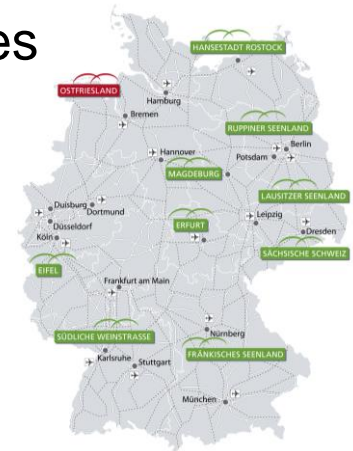 es
HANSESTADT ROSTOCK
OSTFRIESLAND
Hamburg
Bremen
RUPPINER SEENLAND
Hannover
Berlin
Potsdam
MAGDEBURG
LAUSITZER SEENLAND
Duisburg
Dortmund
Düsseldorf
Leipzig
ERFURT
Dresden
Köln
SÄCHSISCHE SCHWEIZ
EIFEL
Frankfurt am Main
Nürnberg
SÜDLICHE WEINSTRASSE
FRÄNKISCHES SEENLAND
Karlsruhe
Stuttgart
München